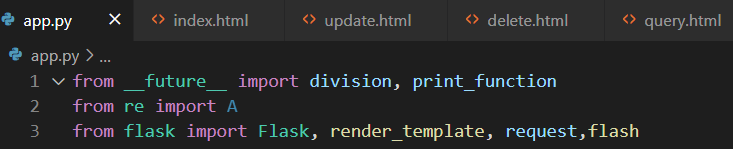 app.py × <> index.html <> update.html <> delete.html <> query.html
app.py > ...
1 from __future__ import division, print_function
2 from re import A
3 from flask import Flask, render_template, request,flash